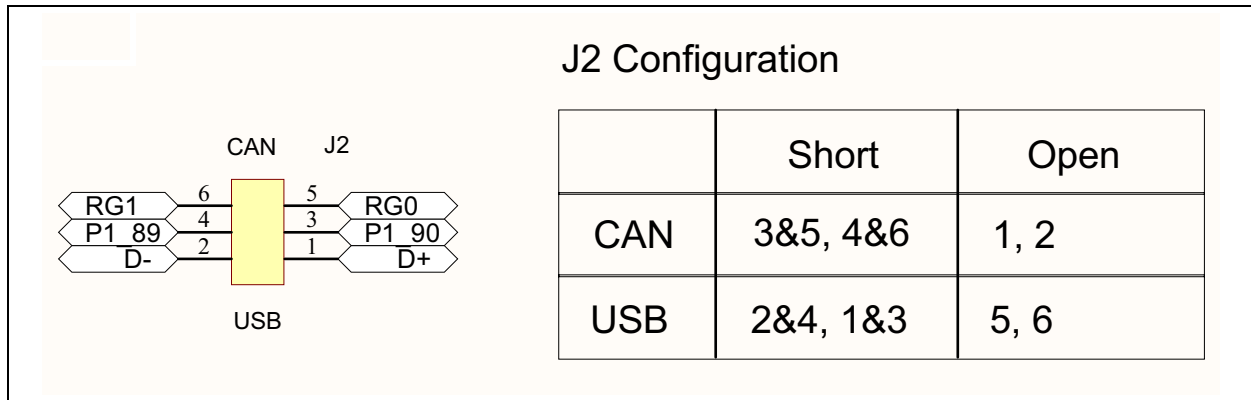 J2 Configuration
CAN J2
RG1 6 5 RG0
P1_89 4 3 P1_90
D- 2 1 D+
USB
Short Open
CAN 3&5, 4&6 1, 2
USB 2&4, 1&3 5, 6